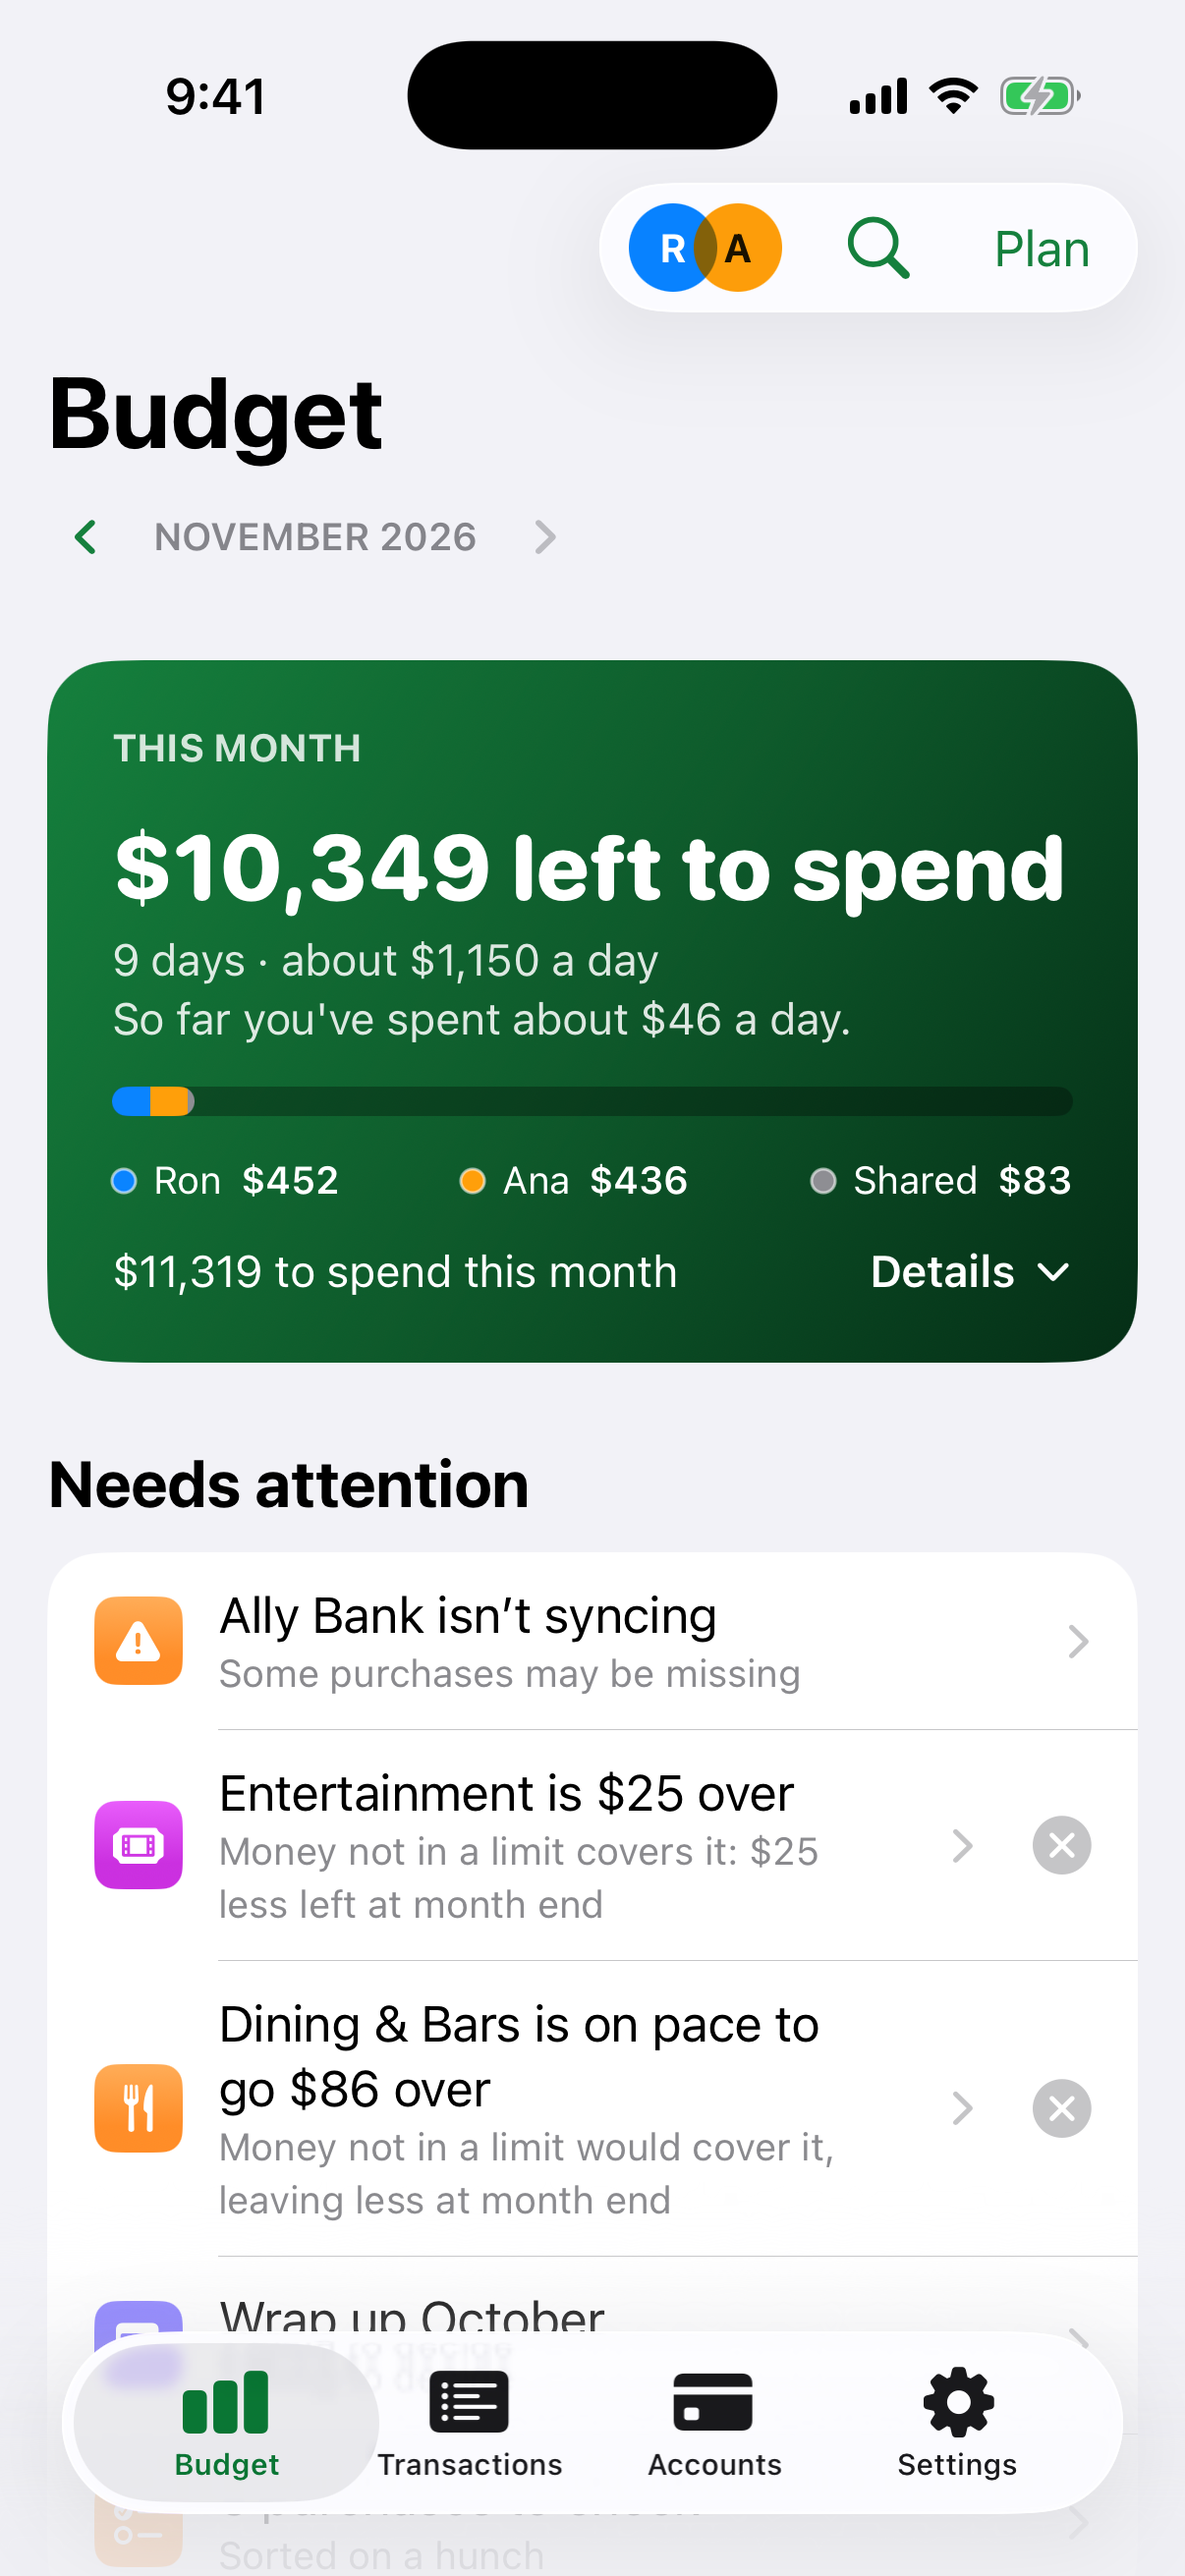 9:41
R A Plan
Budget
NOVEMBER 2026
THIS MONTH
$10,349 left to spend
9 days · about $1,150 a day
So far you've spent about $46 a day.
Ron $452 Ana $436 Shared $83
$11,319 to spend this month Details
Needs attention
Ally Bank isn’t syncing
Some purchases may be missing
Entertainment is $25 over
Money not in a limit covers it: $25
less left at month end
Dining & Bars is on pace to
go $86 over
Money not in a limit would cover it,
leaving less at month end
Wrap up October
Budget Transactions Accounts Settings
Sorted on a hunch